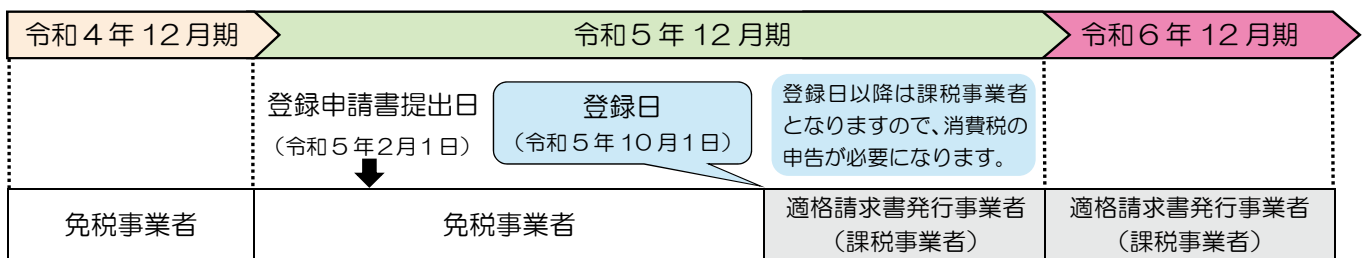 令和４年12月期
令和５年12月期
令和６年12月期
登録申請書提出日
（令和５年２月１日）
登録日
（令和５年10月１日）
登録日以降は課税事業者
となりますので、消費税の
申告が必要になります。
免税事業者
免税事業者
適格請求書発行事業者
（課税事業者）
適格請求書発行事業者
（課税事業者）